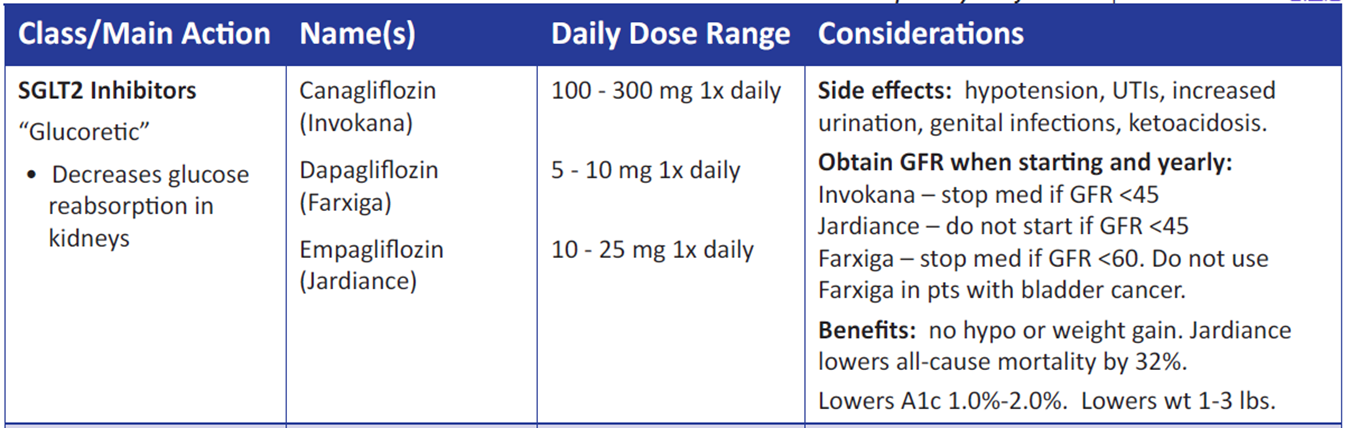 Class/Main Action
Name(s)
Daily Dose Range
Considerations
SGLT2 Inhibitors
“Glucoretic”
• Decreases glucose
reabsorption in
kidneys
Canagliflozin
(Invokana)
Dapagliflozin
(Farxiga)
Empagliflozin
(Jardiance)
100 - 300 mg 1x daily
5 - 10 mg 1x daily
10 - 25 mg 1x daily
Side effects: hypotension, UTIs, increased
urination, genital infections, ketoacidosis.
Obtain GFR when starting and yearly:
Invokana – stop med if GFR <45
Jardiance – do not start if GFR <45
Farxiga – stop med if GFR <60. Do not use
Farxiga in pts with bladder cancer.
Benefits: no hypo or weight gain. Jardiance
lowers all-cause mortality by 32%.
Lowers A1c 1.0%-2.0%. Lowers wt 1-3 lbs.